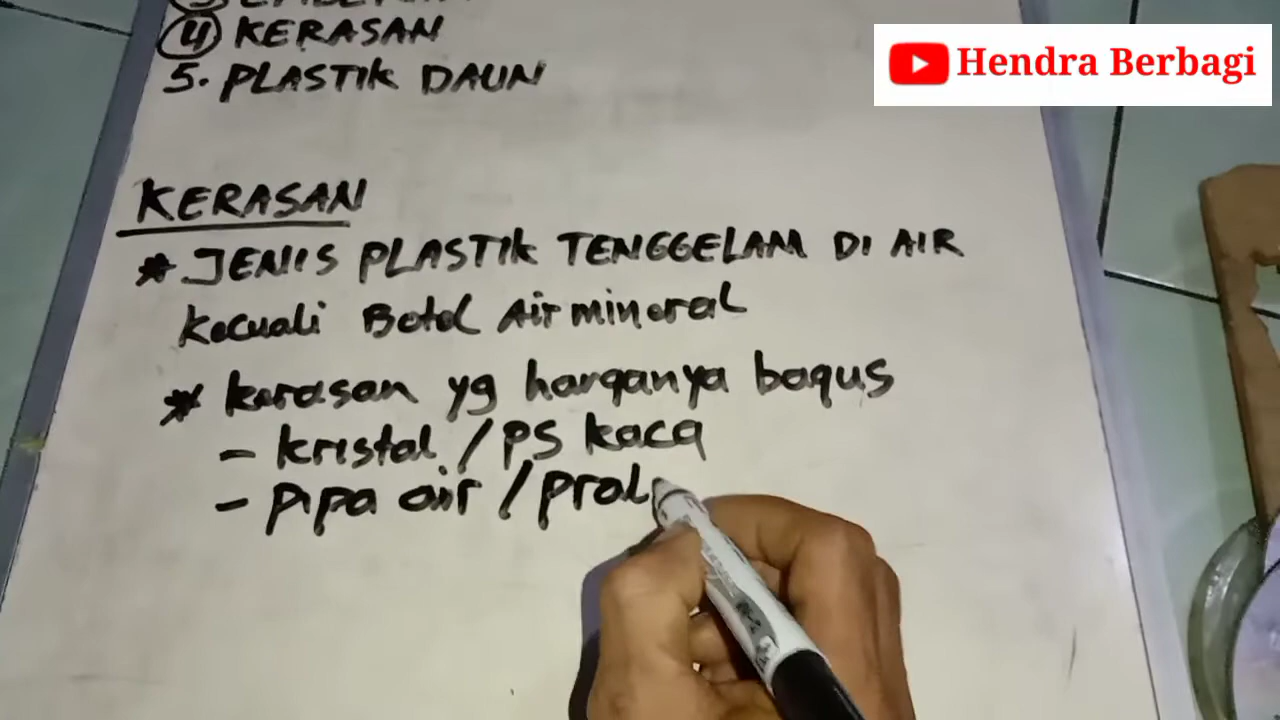 4 KERASAN
5. PLASTIK DAUN
Hendra Berbagi
KERASAN
* JENIS PLASTIK TENGGELAM DI AIR
Kecuali Botol Air mineral
* kerasan yg harganya bagus
- kristal / PS kaca
- pipa air / pral